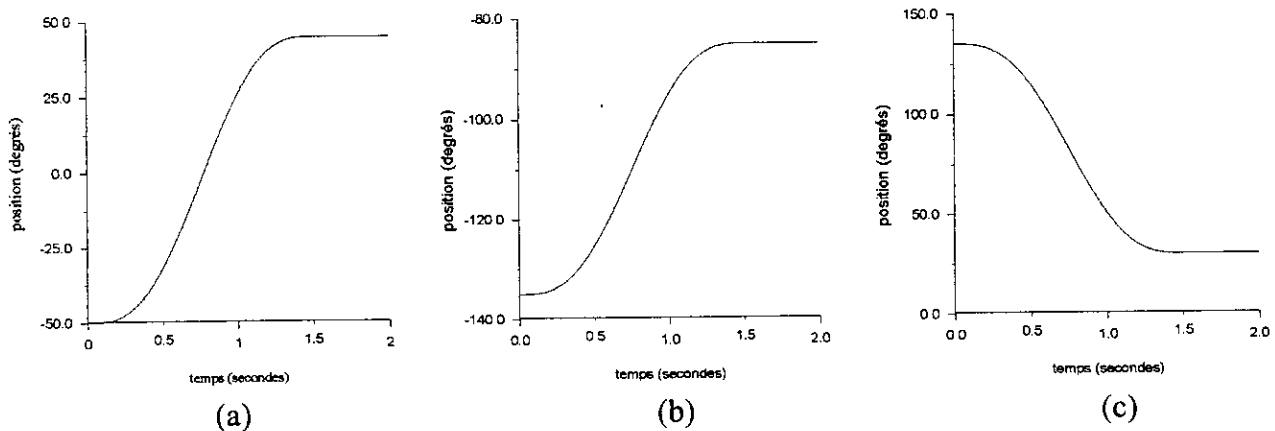 50.0
25.0
0.0
-25.0
-50.0
position (degrés)
0 0.5 1 1.5 2
temps (secondes)
(a)
-80.0
-100.0
-120.0
-140.0
position (degrés)
0.0 0 5 1.0 1.5 2.0
temps (secondes)
(b)
150.0
100.0
50.0
0.0
position (degrés)
0.0 0.5 1.0 1.5 2.0
temps (secondes)
(c)